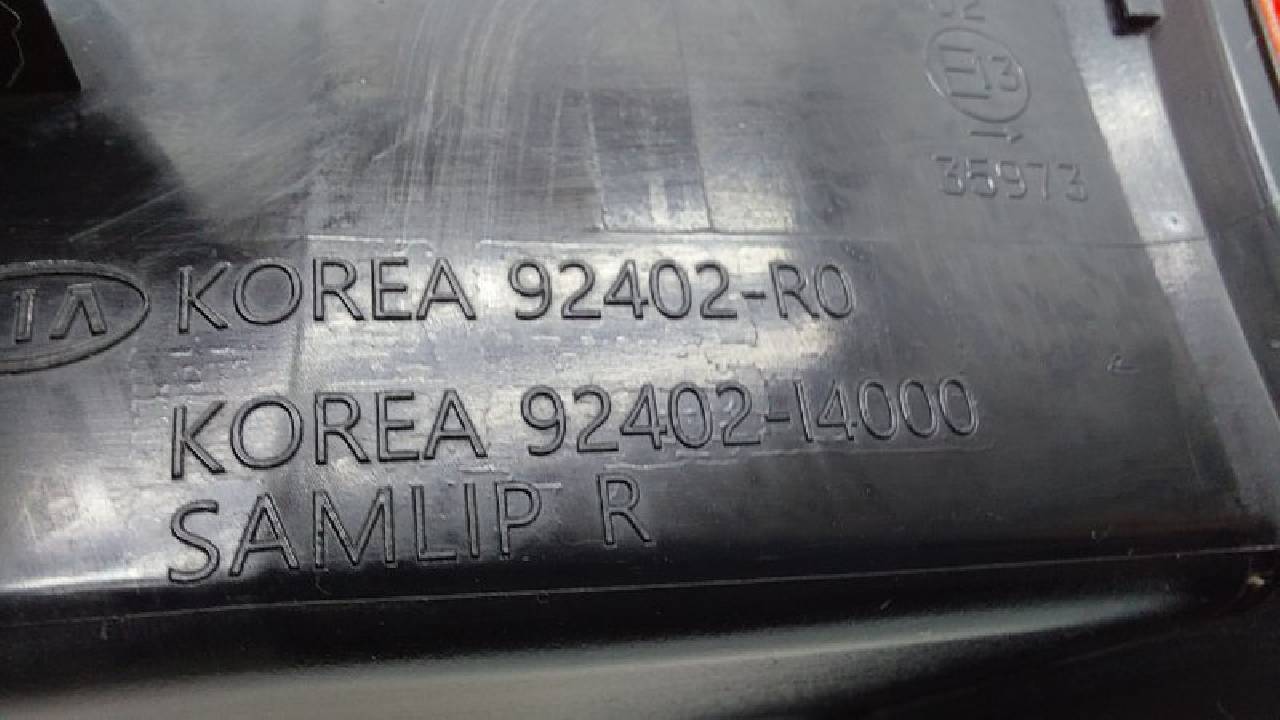 E13
35973
KIA KOREA 92402-R0
KOREA 92402-I4000
SAMLIP R